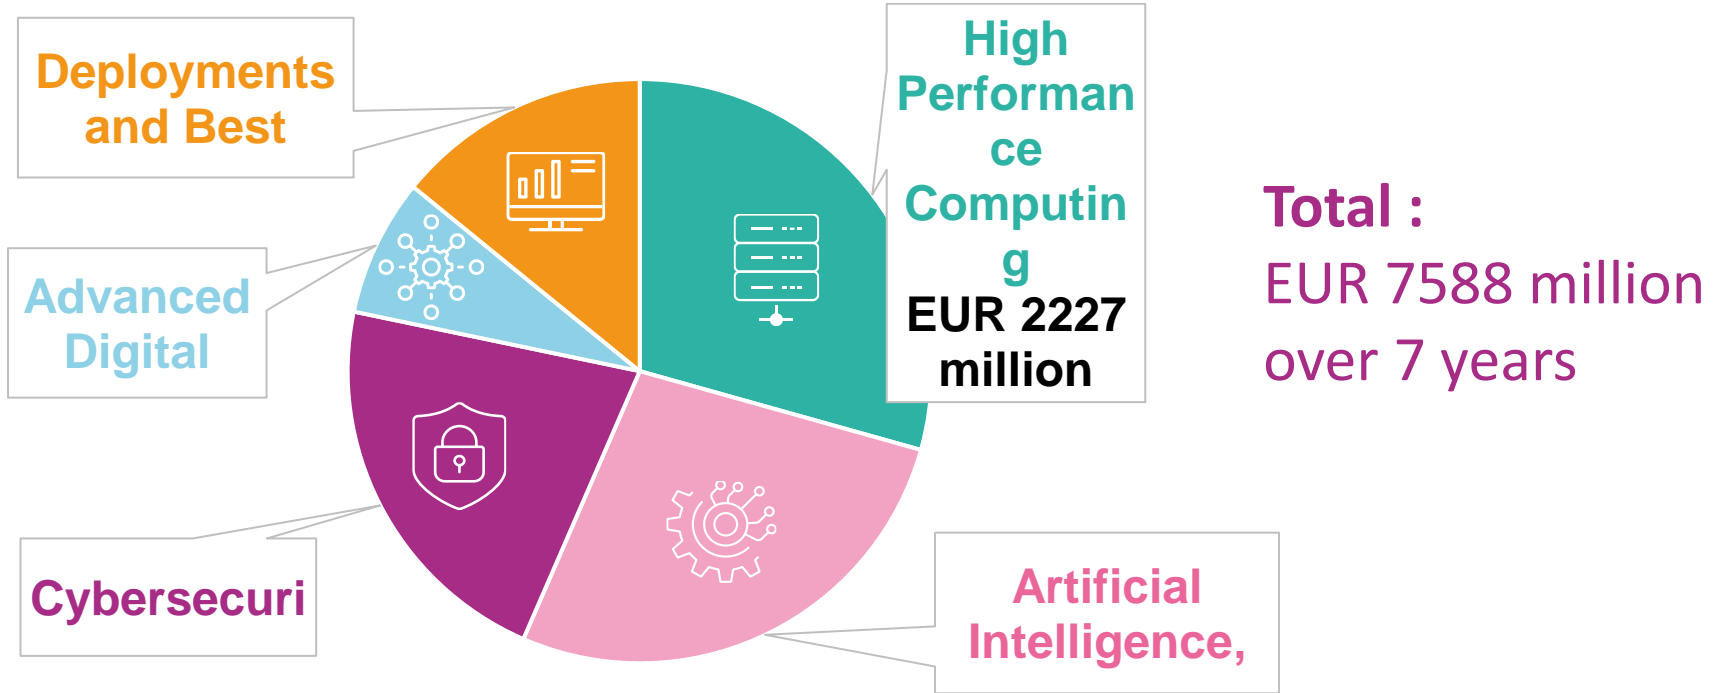 Deployments
and Best
High
Performan
ce
Computin
g
EUR 2227
million
Total :
EUR 7588 million
over 7 years
Advanced
Digital
Cybersecuri
Artificial
Intelligence,